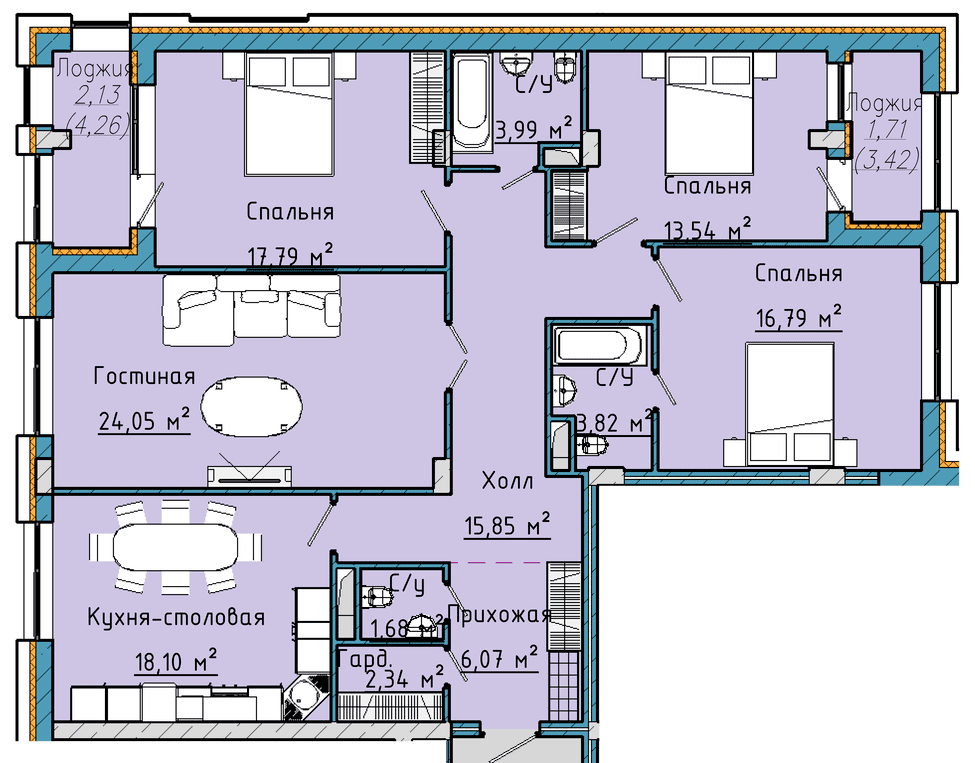 Лоджия
2,13
(4,26)
С/У
3,99 м²
Лоджия
1,71
(3,42)
Спальня
17,79 м²
Спальня
13,54 м²
Спальня
16,79 м²
Гостиная
24,05 м²
С/У
3,82 м²
Холл
15,85 м²
Кухня-столовая
18,10 м²
С/у
1,68 м²
Прихожая
6,07 м²
Гард.
2,34 м²